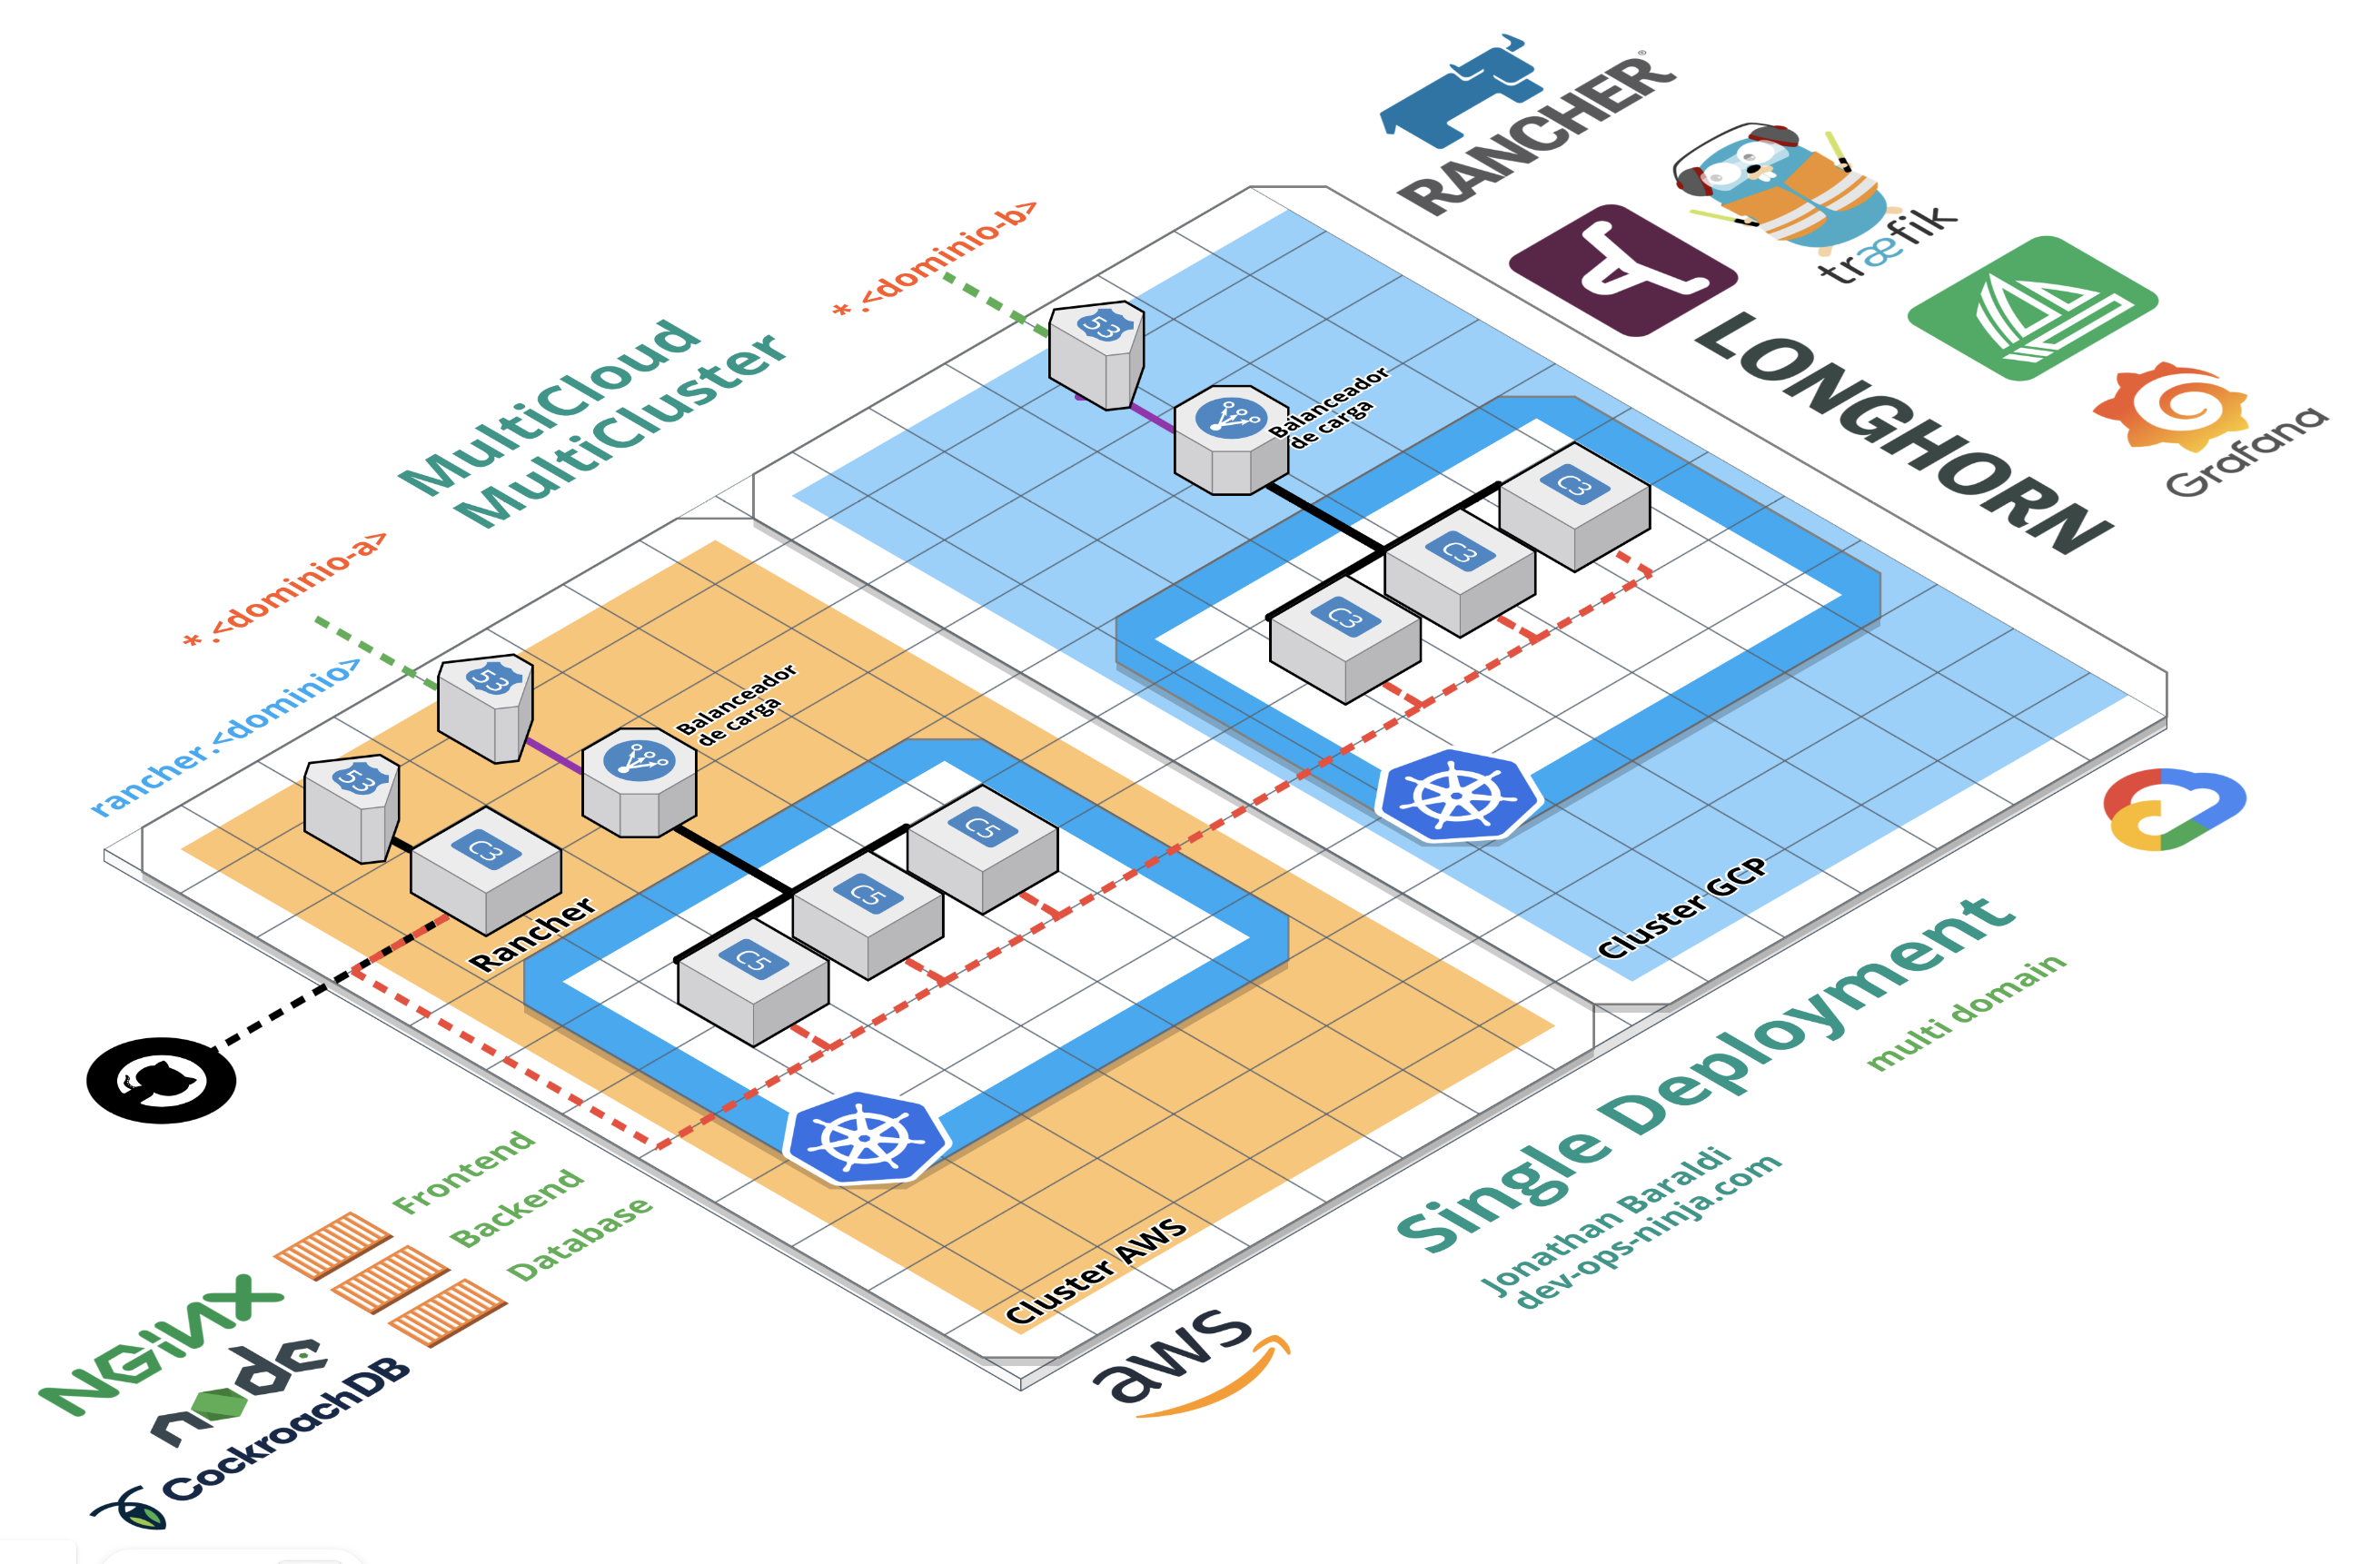 RANCHER®
træfik
LONGHORN
Grafana
*.<dominio-b>
MultiCloud
MultiCluster
53
Balanceador
de carga
C3
C3
C3
*.<dominio-a>
rancher.<dominio>
53
53
Balanceador
de carga
C3
Rancher
C5
C5
C5
Cluster GCP
Cluster AWS
Single Deployment
multi domain
Jonathan Baraldi
dev-ops-ninja.com
aws
Frontend
Backend
Database
NGiNX
node
CockroachDB